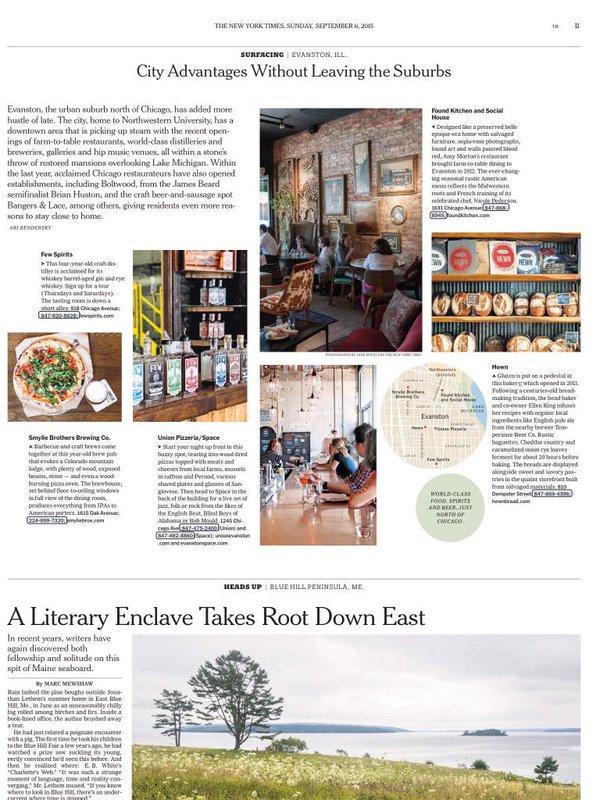 THE NEW YORK TIMES, SUNDAY, SEPTEMBER 6, 2015
TR 11
SURFACING | EVANSTON, ILL.
City Advantages Without Leaving the Suburbs
Evanston, the urban suburb north of Chicago, has added more
hustle of late. The city, home to Northwestern University, has a
downtown area that is picking up steam with the recent open-
ings of farm-to-table restaurants, world-class distilleries and
breweries, galleries and hip music venues, all within a stone's
throw of restored mansions overlooking Lake Michigan. Within
the last year, acclaimed Chicago restaurateurs have also opened
establishments, including Boltwood, from the James Beard
semifinalist Brian Huston, and the craft beer-and-sausage spot
Bangers & Lace, among others, giving residents even more rea-
sons to stay close to home.
ARI BENDERSKY
Found Kitchen and Social
House
Designed like a preserved belle
epoque-era home with salvaged
furniture, sepia-tone photographs,
found art and walls painted blood
red, Amy Morton's restaurant
brought farm-to-table dining to
Evanston in 2012. The ever-chang-
ing seasonal rustic American
menu reflects the Midwestern
roots and French training of its
celebrated chef, Nicole Pederson.
1631 Chicago Avenue; 847-868-
8945; foundkitchen.com
Few Spirits
This four-year-old craft dis-
tiller is acclaimed for its
whiskey barrel-aged gin and rye
whiskey. Sign up for a tour
(Thursdays and Saturdays).
The tasting room is down a
short alley. 918 Chicago Avenue;
847-920-8628; fewspirits.com
FEW
FEW
HEWN
HEWN
PHOTOGRAPHS BY
FOR THE NEW YORK TIMES
Smylie Brothers Brewing Co.
Barbecue and craft brews come
together at this year-old brew pub
that evokes a Colorado mountain
lodge, with plenty of wood, exposed
beams, stone — and even a wood-
burning pizza oven. The brewhouse,
set behind floor-to-ceiling windows
in full view of the dining room,
produces everything from IPAs to
American porters. 1615 Oak Avenue;
224-999-7320; smyliebros.com
Union Pizzeria/Space
Start your night up front in this
buzzy spot, tearing into wood-fired
pizzas topped with meats and
cheeses from local farms, mussels
in saffron and Pernod, various
shared plates and glasses of San-
giovese. Then head to Space in the
back of the building for a live set of
jazz, folk or rock from the likes of
the English Beat, Blind Boys of
Alabama or Bob Mould. 1245 Chi-
cago Ave; 847-475-2400 (Union) and
847-492-8860 (Space); unionevanston
.com and evanstonspace.com
Northwestern
University
Smylie Brothers
Brewing Co.
Found Kitchen
and Social House
LAKE
MICHIGAN
Evanston
Hewn
Union Pizzeria
Few Spirits
WORLD-CLASS
FOOD, SPIRITS
AND BEER, JUST
NORTH OF
CHICAGO.
Hewn
Gluten is put on a pedestal at
this bakery, which opened in 2013.
Following a centuries-old bread-
making tradition, the head baker
and co-owner Ellen King infuses
her recipes with organic local
ingredients like English pale ale
from the nearby brewer Tem-
perance Beer Co. Rustic
baguettes, Cheddar country and
caramelized onion rye loaves
ferment for about 20 hours before
baking. The breads are displayed
alongside sweet and savory pas-
tries in the quaint storefront built
from salvaged materials. 810
Dempster Street; 847-869-4396;
hewnbread.com
HEADS UP | BLUE HILL PENINSULA, ME.
A Literary Enclave Takes Root Down East
In recent years, writers have
again discovered both
fellowship and solitude on this
spit of Maine seaboard.
By MARC MEWSHAW
Rain lashed the pine boughs outside Jona-
than Lethem's summer home in East Blue
Hill, Me., in June as an unseasonably chilly
fog rolled among birches and firs. Inside a
book-lined office, the author brushed away
a tear.
He had just related a poignant encounter
with a pig. The first time he took his children
to the Blue Hill Fair a few years ago, he had
watched a prize sow suckling its young,
eerily convinced he'd seen this before. And
then he realized where: E. B. White's
"Charlotte's Web." "It was such a strange
moment of language, time and reality con-
verging," Mr. Lethem mused. "If you know
where to look in Blue Hill, there's an under-
current where time is stopped."